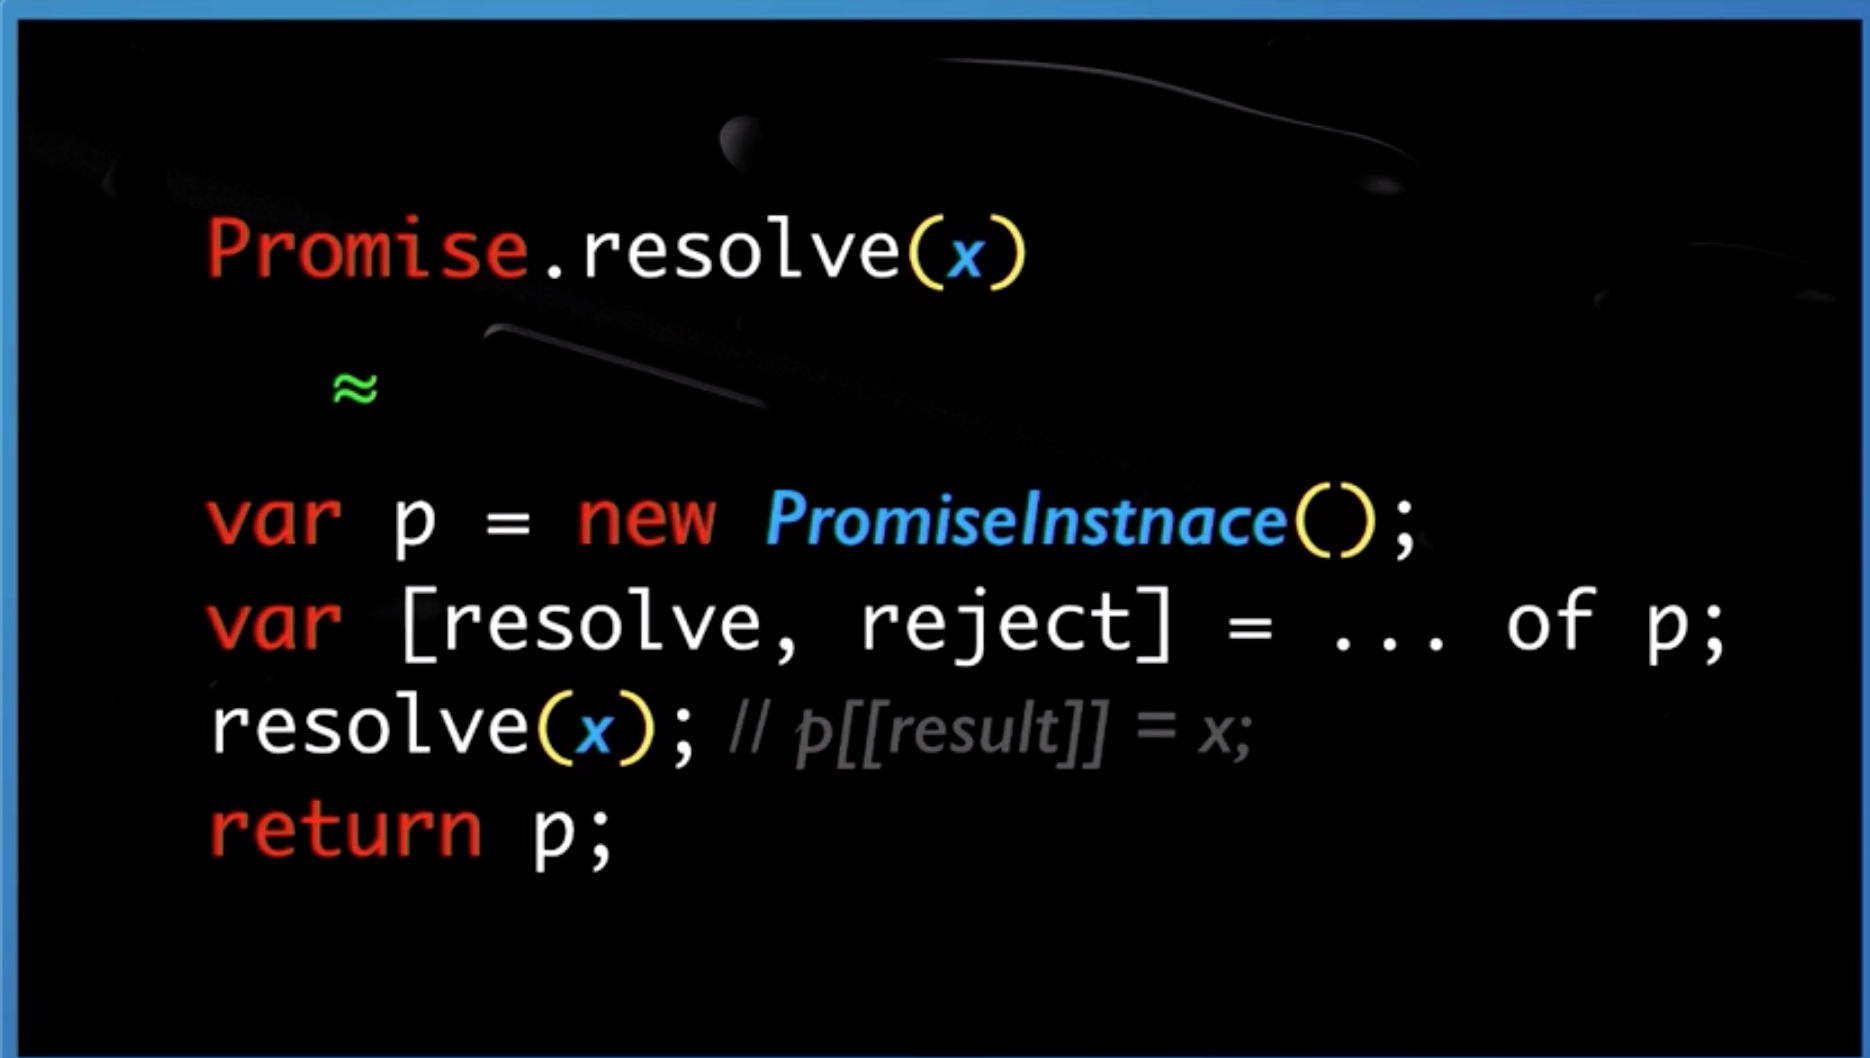 Promise.resolve(x)
≈
var p = new PromiseInstnace();
var [resolve, reject] = ... of p;
resolve(x); // p[[result]] = x;
return p;